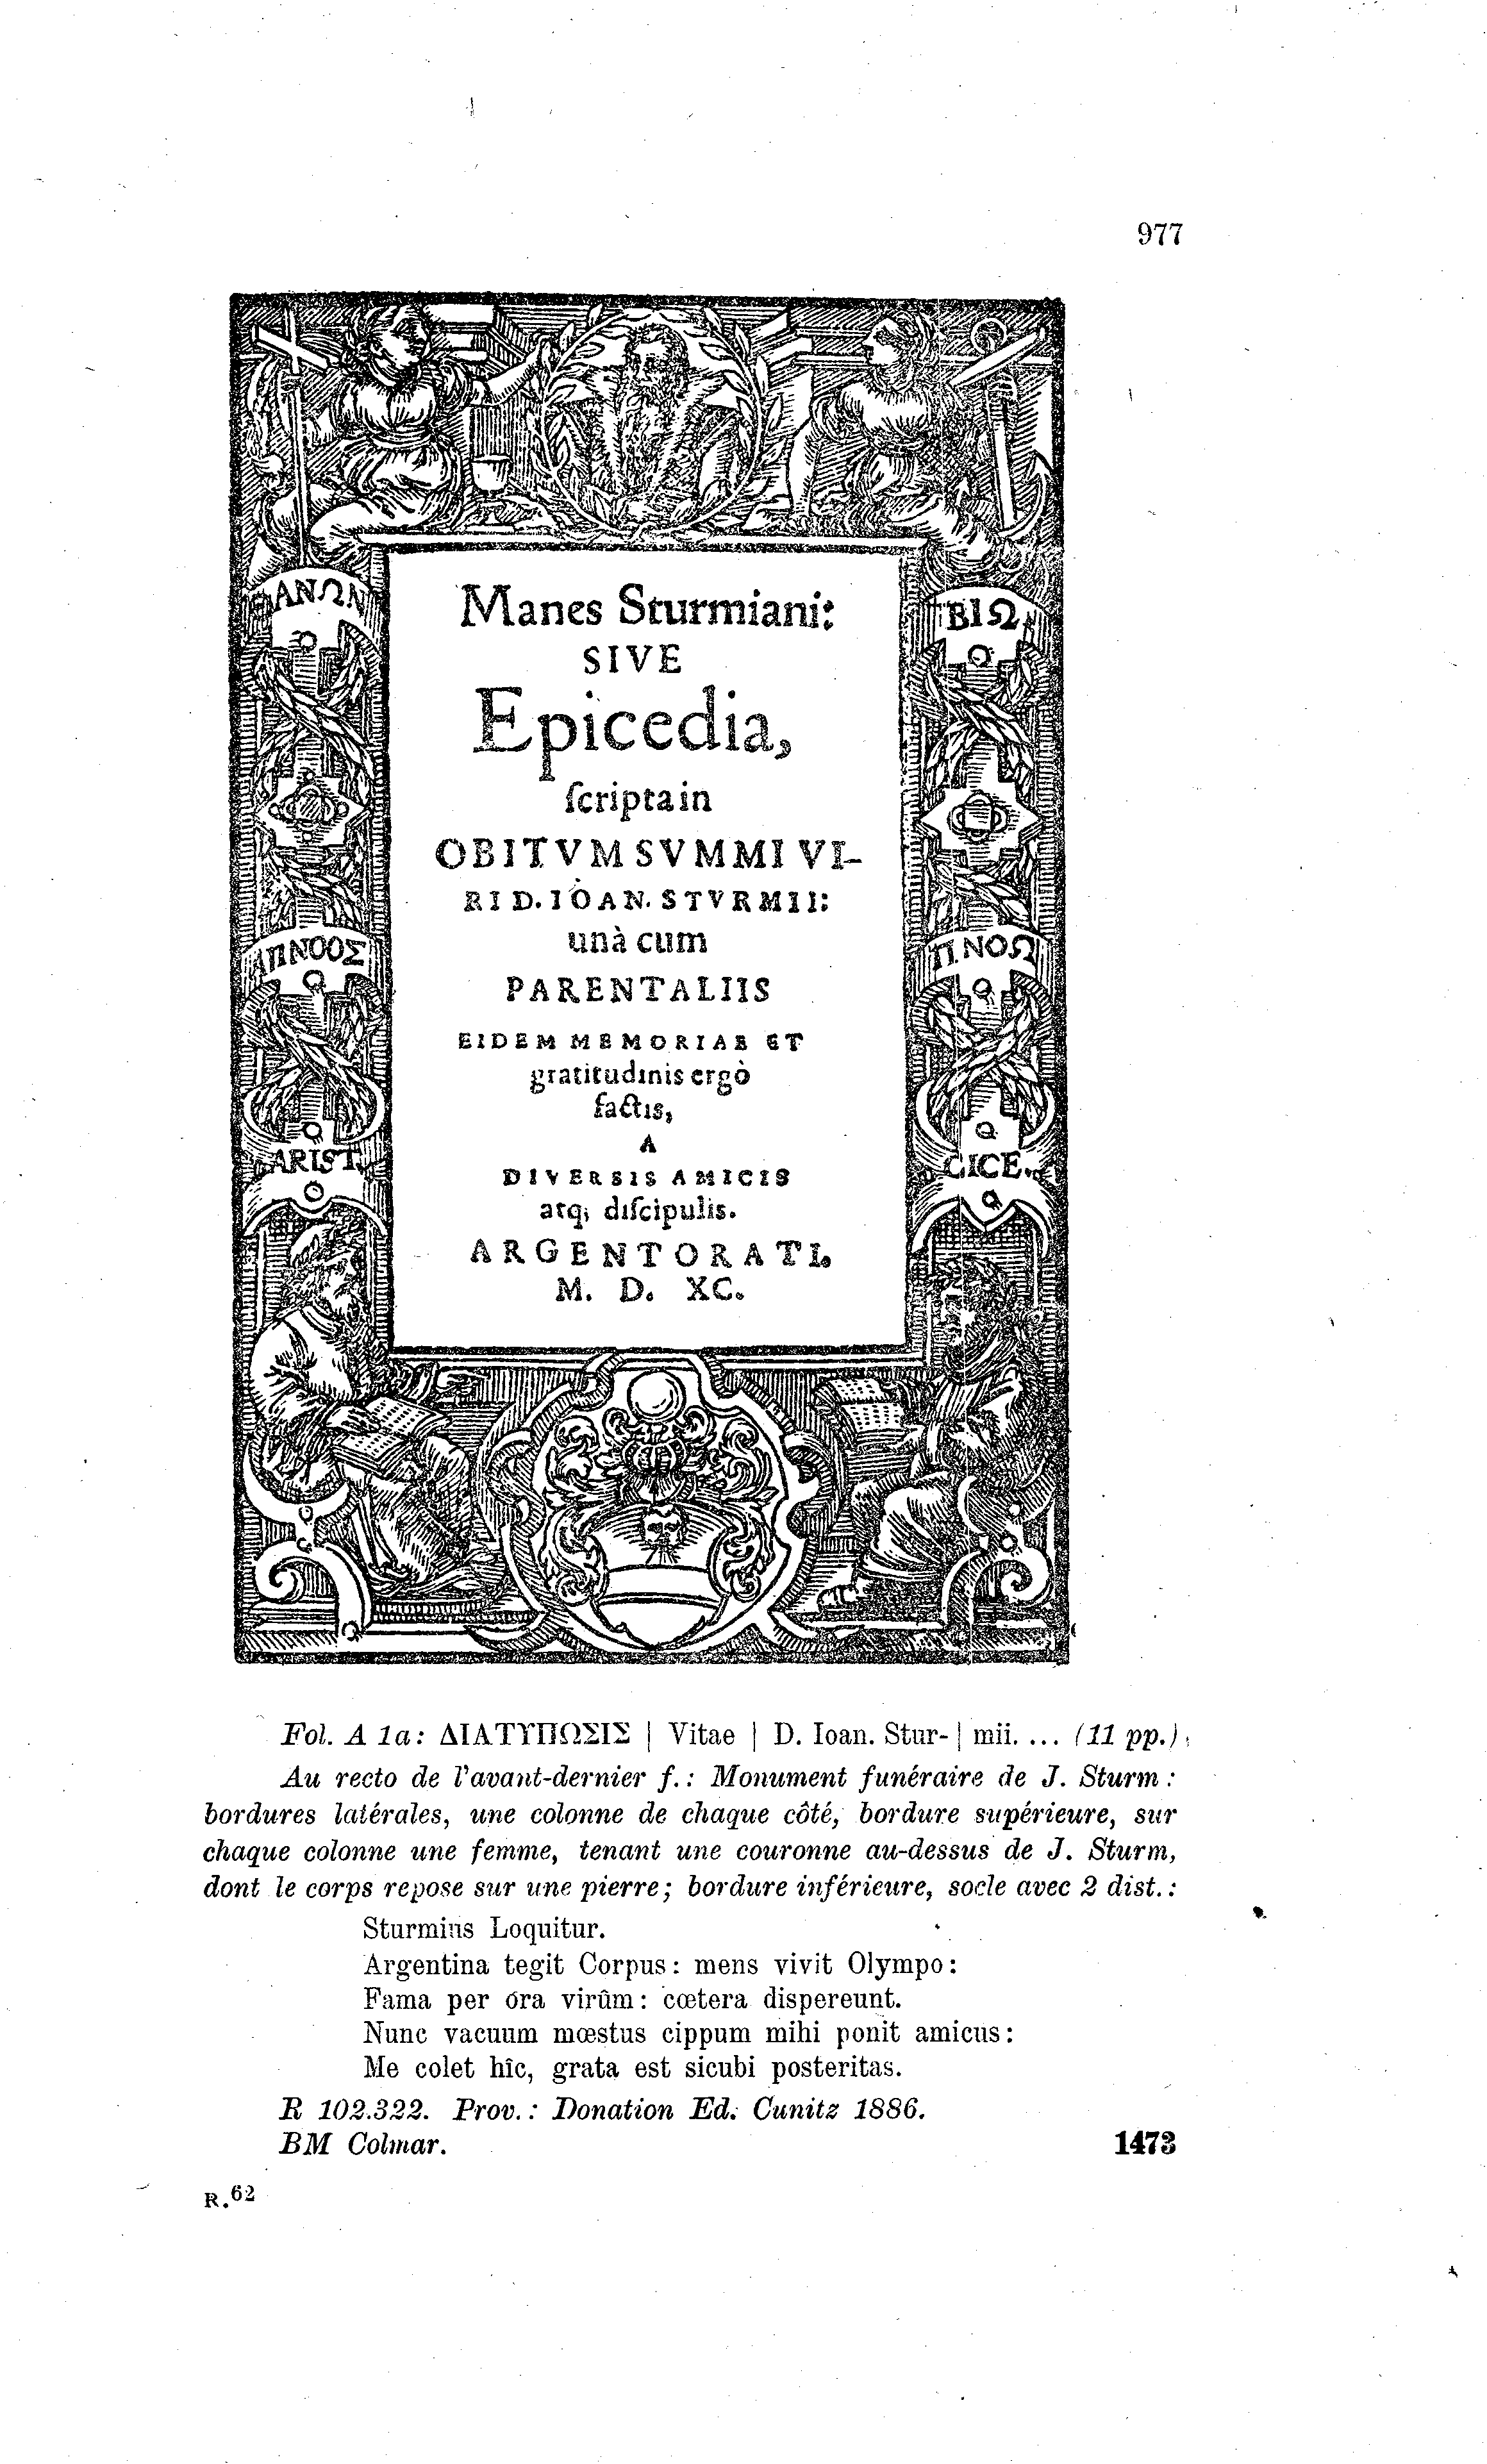 977
ΘΑΝΩΝ
ΒΙΩ
Manes Sturmiani:
SIVE
Epicedia,
ſcripta in
OBITVM SVMMI VI-
RI D. IOAN. STVRMII:
unà cum
PARENTALIIS
EIDEM MEMORIAE ET
gratitudinis ergò
factis,
A
DIVERSIS AMICIS
atq; diſcipulis.
ARGENTORATI.
M. D. XC.
ΑΠΝΟΟΣ
ΠΝΟΩ
ARIST.
CICE.
Fol. A 1a: ΔΙΑΤΥΠΩΣΙΣ | Vitae | D. Ioan. Stur- | mii. ... (11 pp.).
Au recto de l'avant-dernier f.: Monument funéraire de J. Sturm :
bordures latérales, une colonne de chaque côté, bordure supérieure, sur
chaque colonne une femme, tenant une couronne au-dessus de J. Sturm,
dont le corps repose sur une pierre; bordure inférieure, socle avec 2 dist.:
Sturmius Loquitur.
Argentina tegit Corpus: mens vivit Olympo:
Fama per óra virûm: cœtera dispereunt.
Nunc vacuum mœstus cippum mihi ponit amicus:
Me colet hîc, grata est sicubi posteritas.
R 102.322. Prov.: Donation Ed. Cunitz 1886.
BM Colmar.
1473
R.62